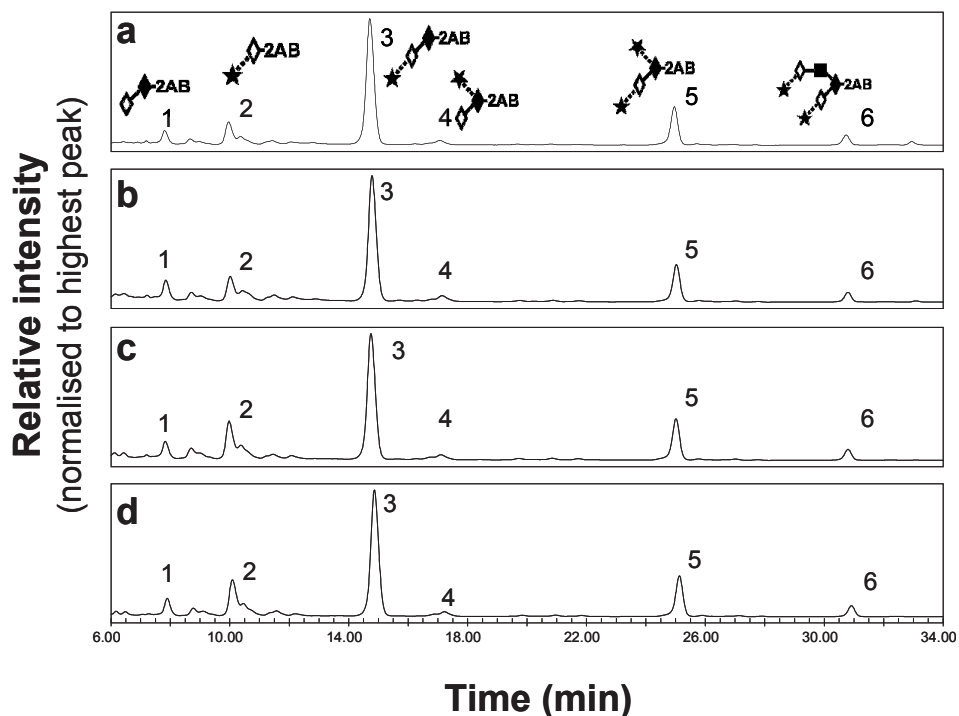 a
2AB
2AB
2AB
2AB
2AB
2AB
1
2
3
4
5
6
b
1
2
3
4
5
6
c
1
2
3
4
5
6
d
1
2
3
4
5
6
6.00 10.00 14.00 18.00 22.00 26.00 30.00 34.00
Time (min)
Relative intensity
(normalised to highest peak)